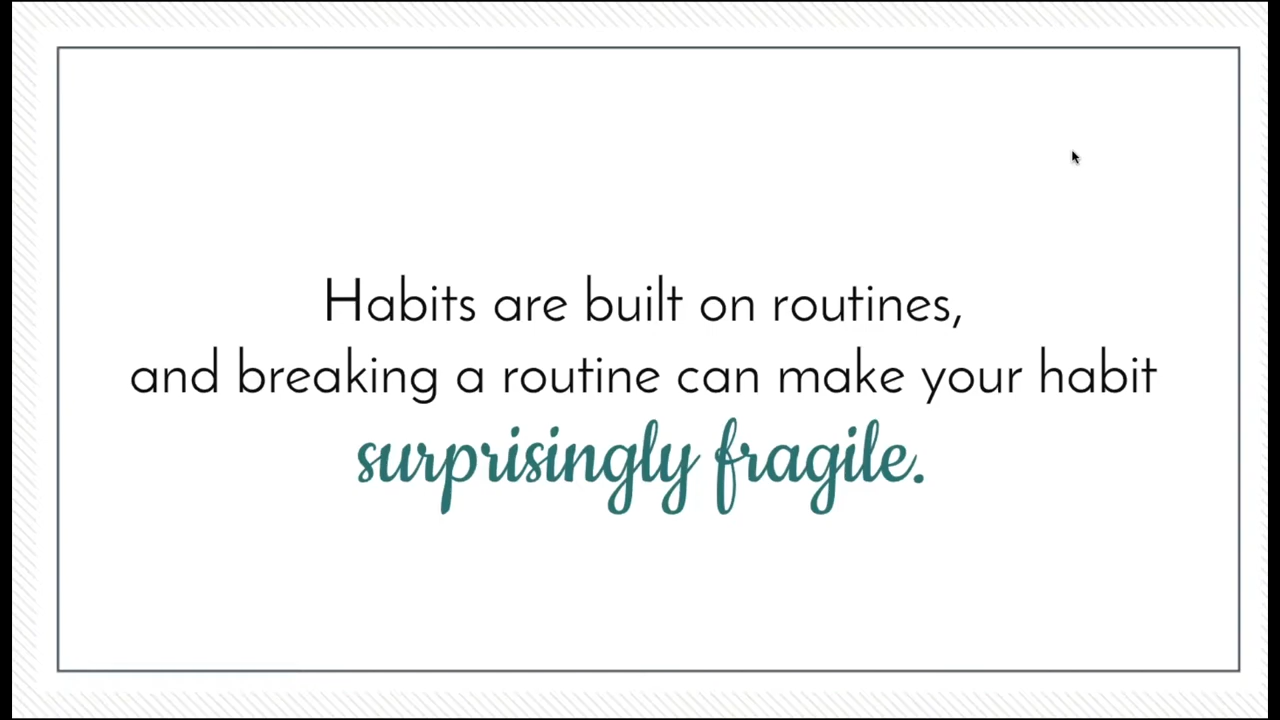 Habits are built on routines,
and breaking a routine can make your habit
surprisingly fragile.